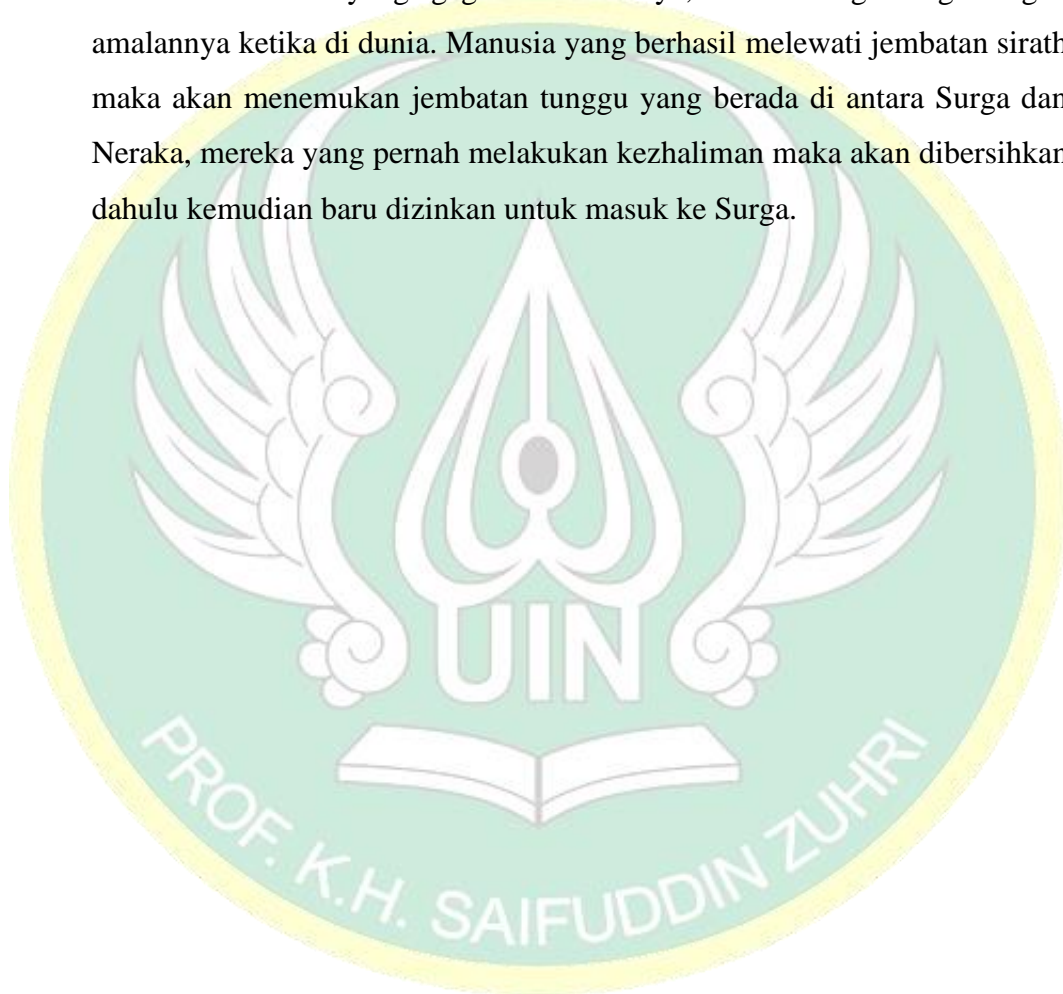 amalannya ketika di dunia. Manusia yang berhasil melewati jembatan sirath
maka akan menemukan jembatan tunggu yang berada di antara Surga dan
Neraka, mereka yang pernah melakukan kezhaliman maka akan dibersihkan
dahulu kemudian baru dizinkan untuk masuk ke Surga.
UIN
PROF. K.H. SAIFUDDIN ZUHRI